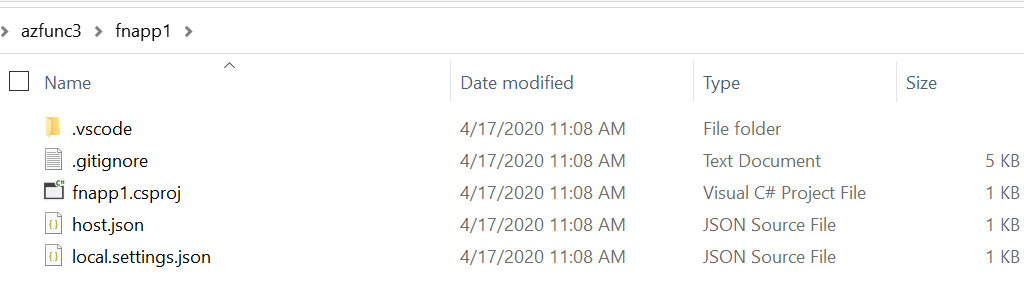 azfunc3 fnapp1
Name Date modified Type Size
.vscode 4/17/2020 11:08 AM File folder
.gitignore 4/17/2020 11:08 AM Text Document 5 KB
fnapp1.csproj 4/17/2020 11:08 AM Visual C# Project File 1 KB
host.json 4/17/2020 11:08 AM JSON Source File 1 KB
local.settings.json 4/17/2020 11:08 AM JSON Source File 1 KB